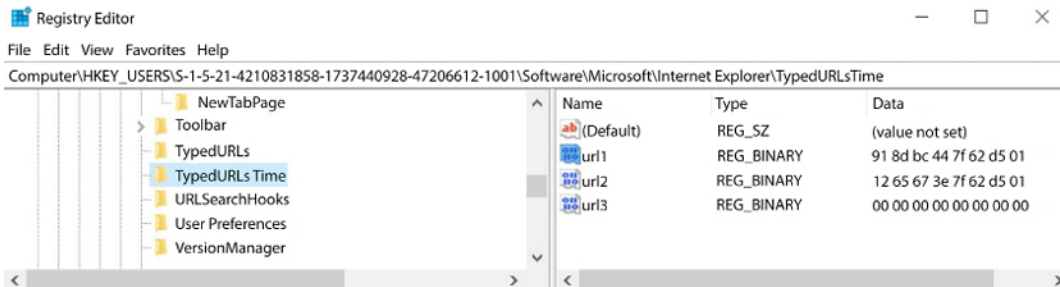 Registry Editor
File Edit View Favorites Help
Computer\HKEY_USERS\S-1-5-21-4210831858-1737440928-47206612-1001\Software\Microsoft\Internet Explorer\TypedURLsTime
NewTabPage
Toolbar
TypedURLs
TypedURLs Time
URLSearchHooks
User Preferences
VersionManager
Name Type Data
(Default) REG_SZ (value not set)
url1 REG_BINARY 91 8d bc 44 7f 62 d5 01
url2 REG_BINARY 12 65 67 3e 7f 62 d5 01
url3 REG_BINARY 00 00 00 00 00 00 00 00